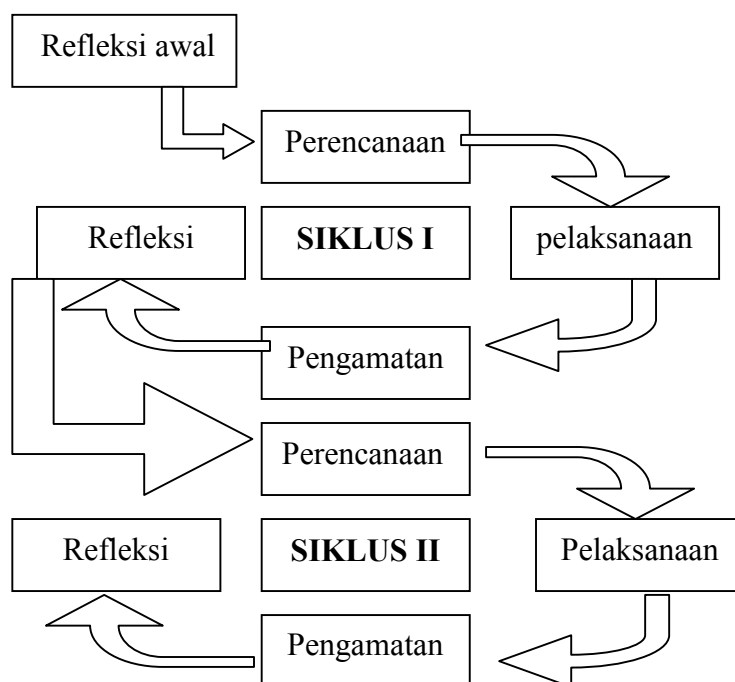 Refleksi awal
Perencanaan
Refleksi
SIKLUS I
pelaksanaan
Pengamatan
Perencanaan
Refleksi
SIKLUS II
Pelaksanaan
Pengamatan